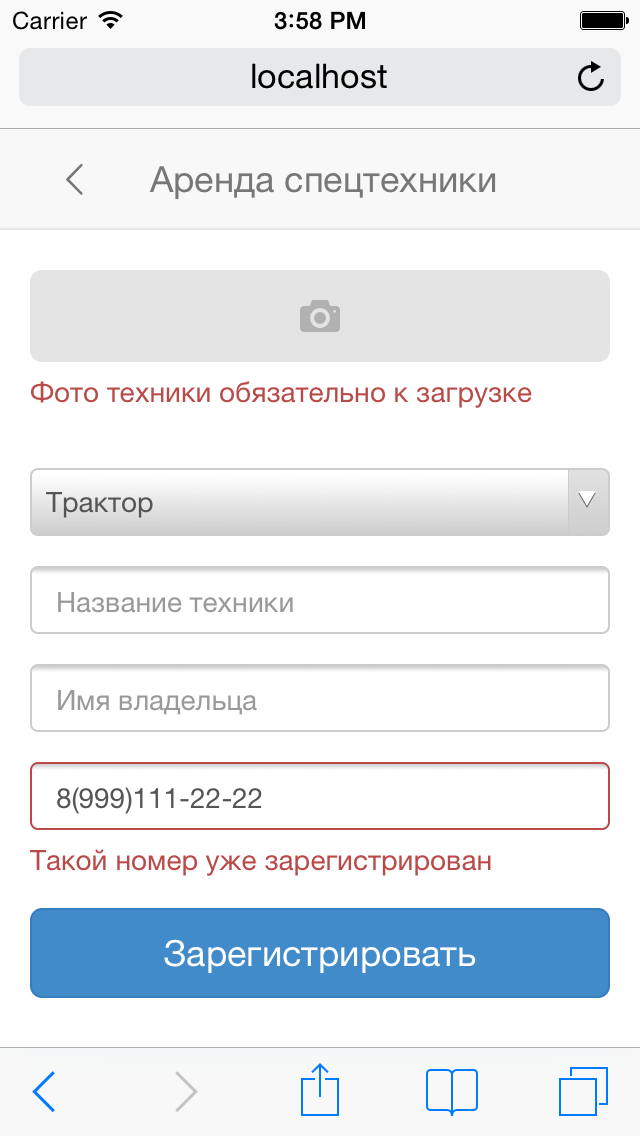 Carrier 3:58 PM
localhost
Аренда спецтехники
Фото техники обязательно к загрузке
Трактор
Название техники
Имя владельца
8(999)111-22-22
Такой номер уже зарегистрирован
Зарегистрировать